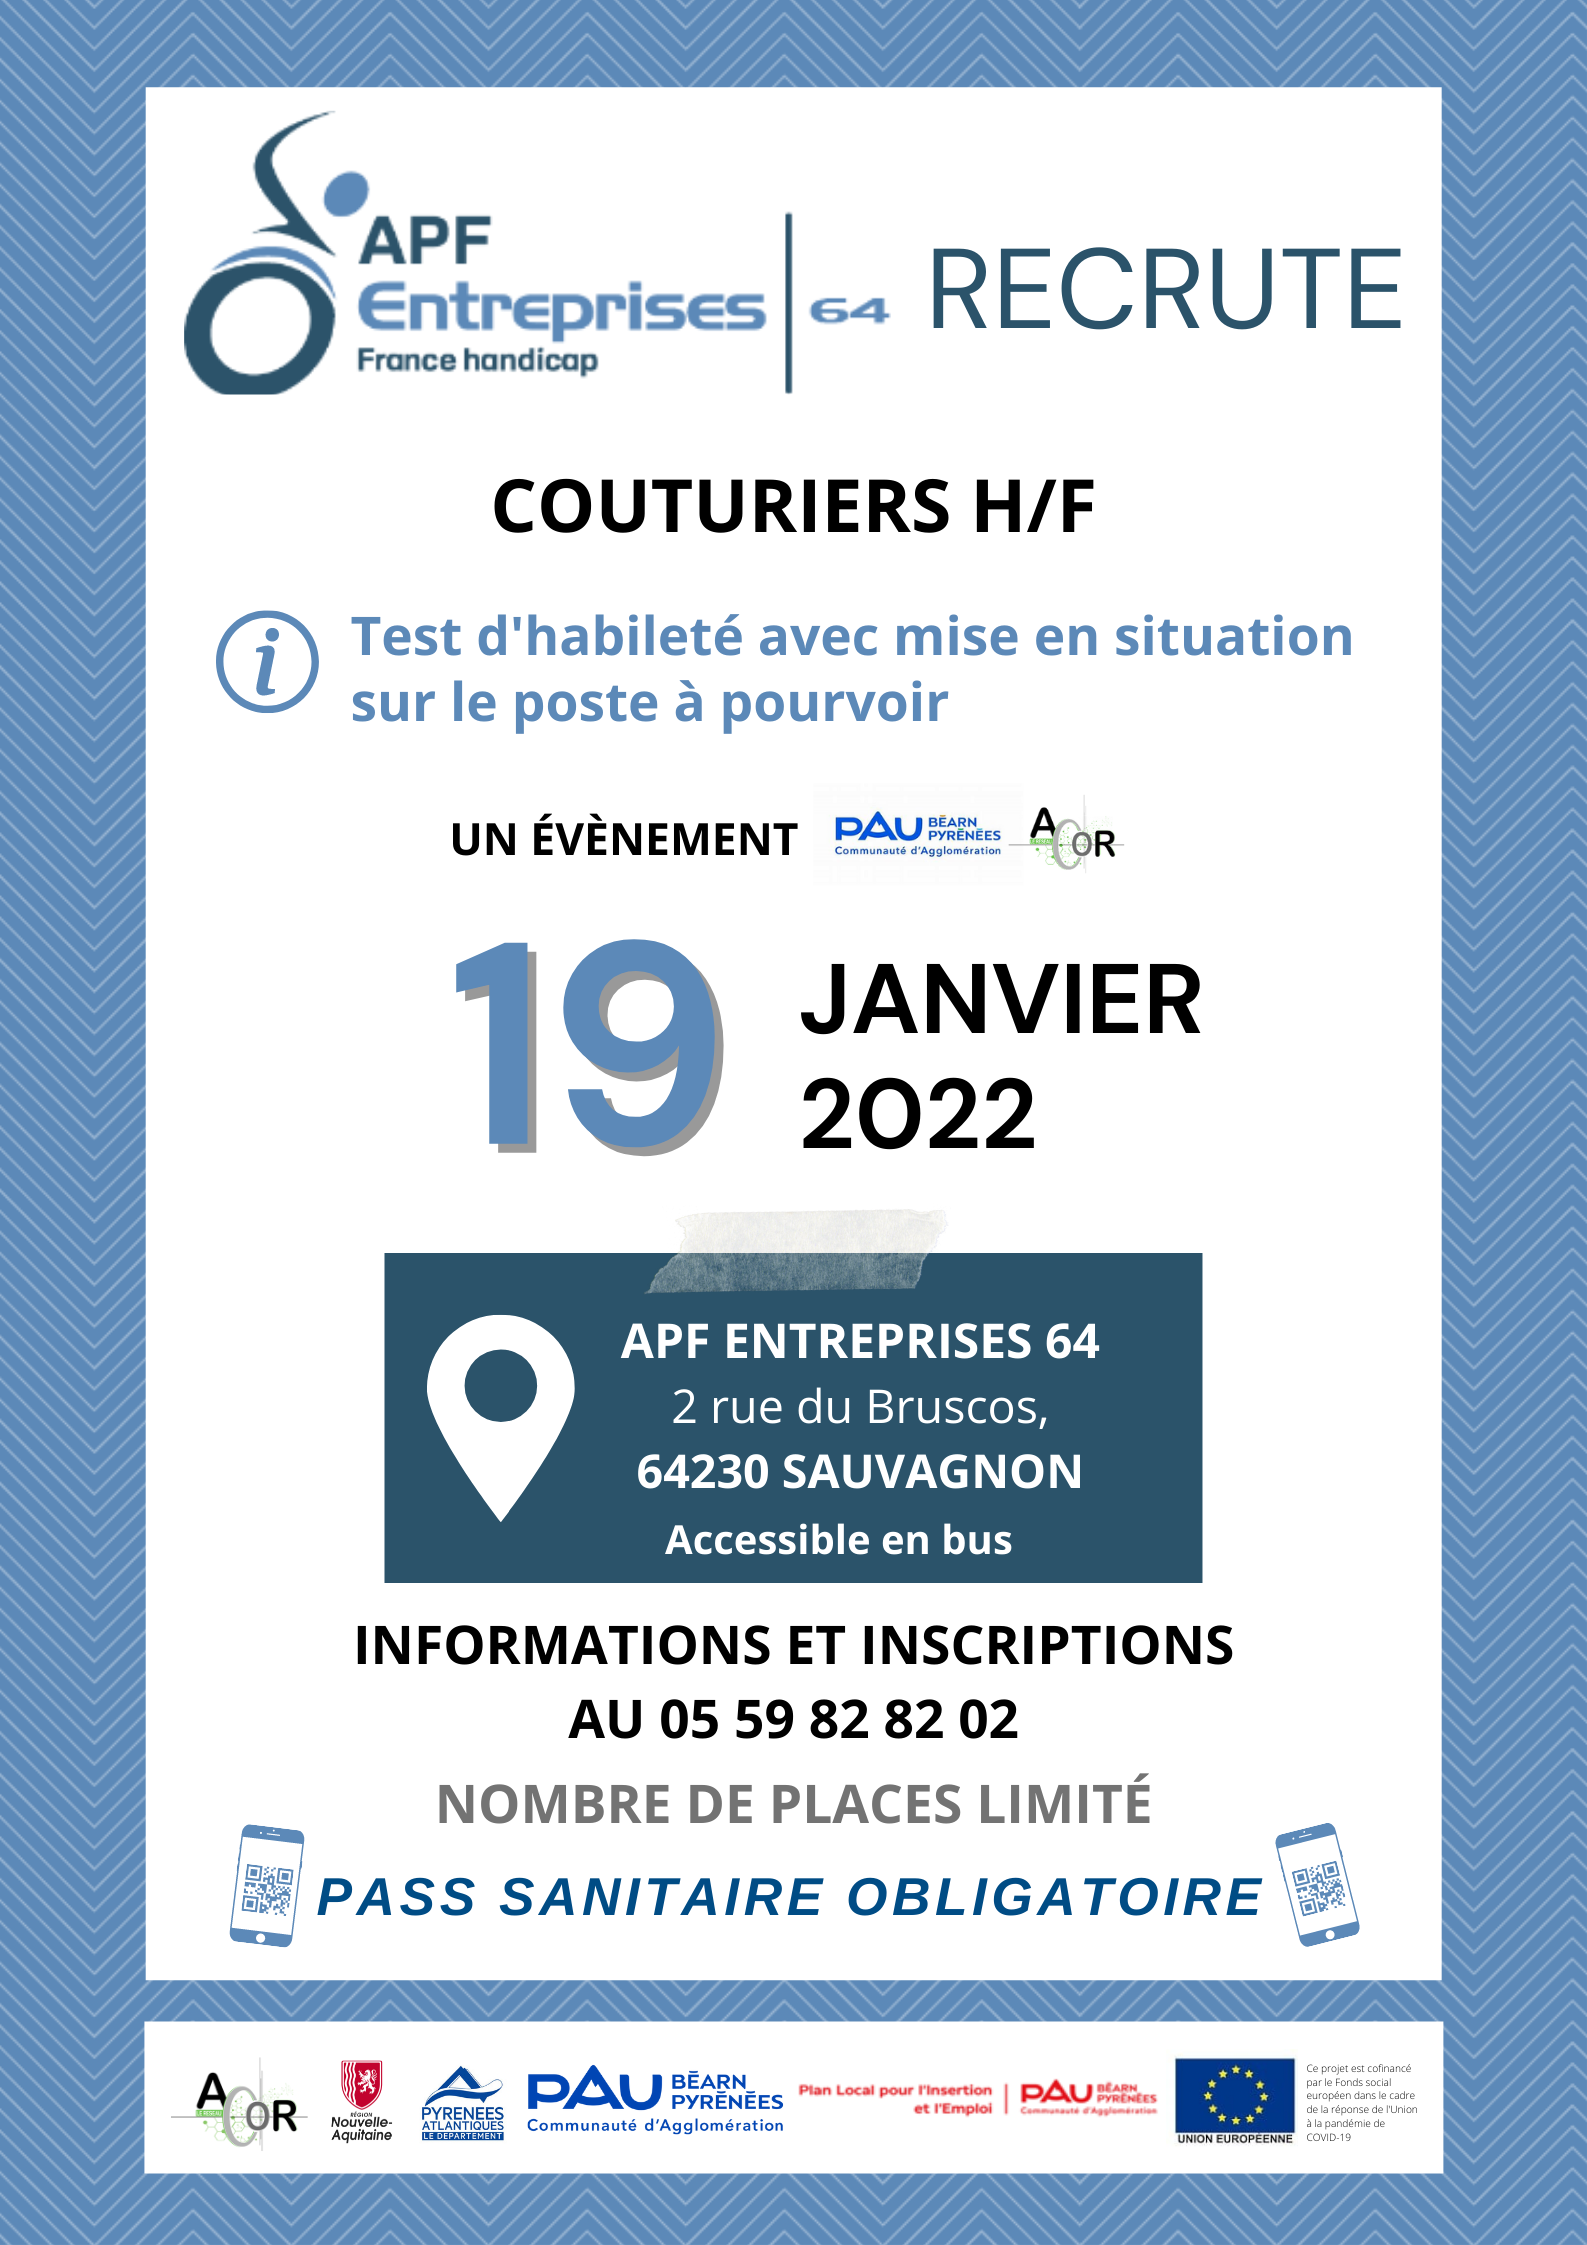 APF
Entreprises
France handicap
64
RECRUTE
COUTURIERS H/F
i
Test d'habileté avec mise en situation
sur le poste à pourvoir
UN ÉVÈNEMENT
PAU BÉARN
PYRÉNÉES
Communauté d'Agglomération
ACOR
19
JANVIER
2022
APF ENTREPRISES 64
2 rue du Bruscos,
64230 SAUVAGNON
Accessible en bus
INFORMATIONS ET INSCRIPTIONS
AU 05 59 82 82 02
NOMBRE DE PLACES LIMITÉ
PASS SANITAIRE OBLIGATOIRE
ACOR
RÉGION
Nouvelle-
Aquitaine
PYRENEES
ATLANTIQUES
LE DEPARTEMENT
PAU BÉARN
PYRÉNÉES
Communauté d'Agglomération
Plan Local pour l'Insertion
et l'Emploi
PAU BÉARN
PYRÉNÉES
Communauté d'Agglomération
UNION EUROPÉENNE
Ce projet est cofinancé
par le Fonds social
européen dans le cadre
de la réponse de l'Union
à la pandémie de
COVID-19